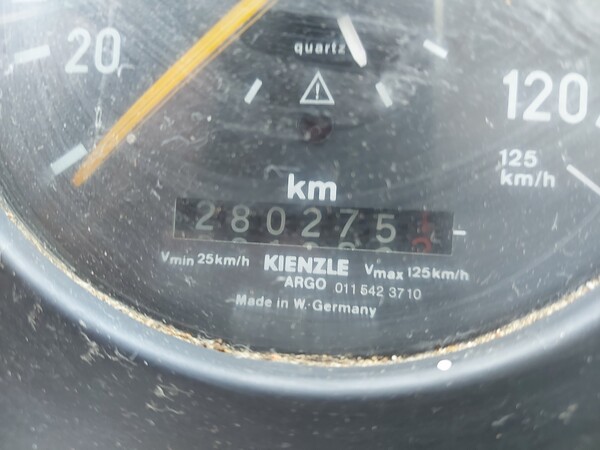 20
quartz
120
125
km/h
km
280275
Vmin 25km/h KIENZLE Vmax 125km/h
ARGO 011 542 3710
Made in W.-Germany